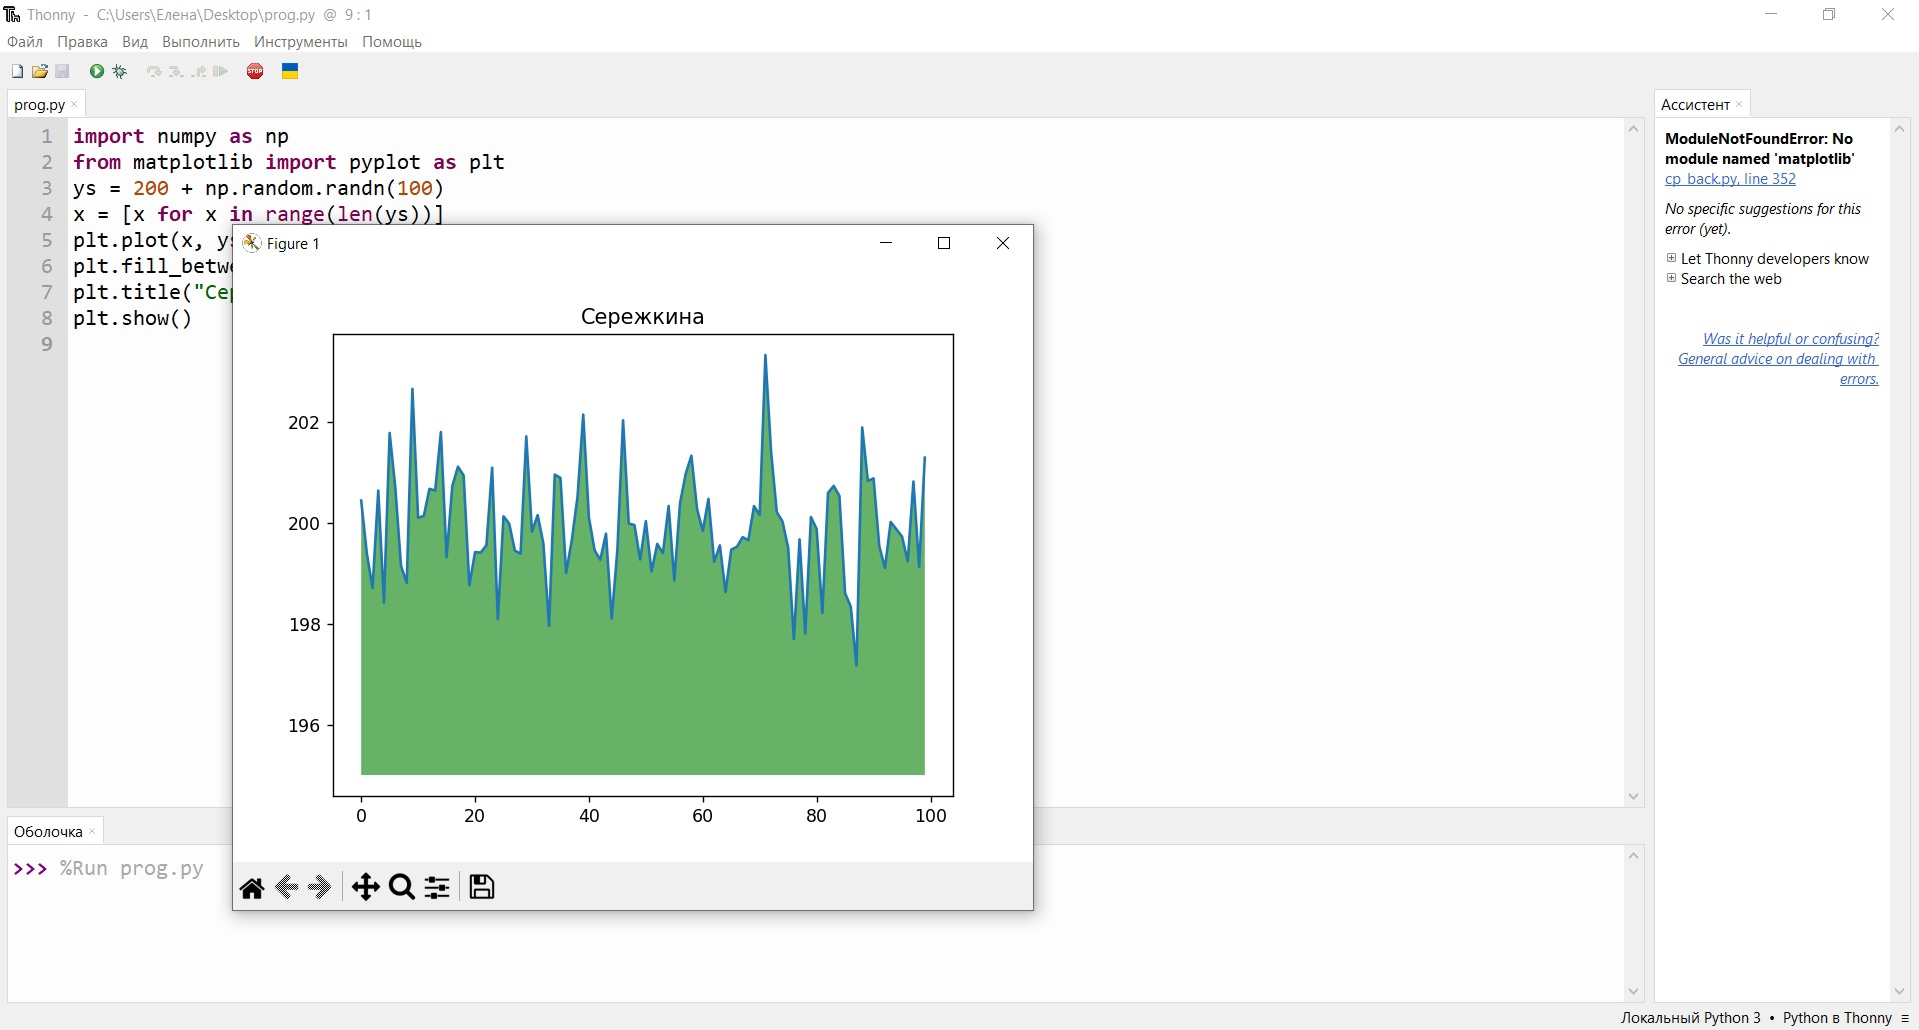 Thonny - C:\Users\Елена\Desktop\prog.py @ 9 : 1
Файл Правка Вид Выполнить Инструменты Помощь
STOP
prog.py
1 import numpy as np
2 from matplotlib import pyplot as plt
3 ys = 200 + np.random.randn(100)
4 x = [x for x in range(len(ys))]
5 plt.plot(x, ys
6 plt.fill_betwe
7 plt.title("Сер
8 plt.show()
9
Figure 1
Сережкина
202
200
198
196
0 20 40 60 80 100
Оболочка
>>> %Run prog.py
Ассистент
ModuleNotFoundError: No
module named 'matplotlib'
cp_back.py, line 352
No specific suggestions for this
error (yet).
Let Thonny developers know
Search the web
Was it helpful or confusing?
General advice on dealing with
errors.
Локальный Python 3 • Python в Thonny ≡